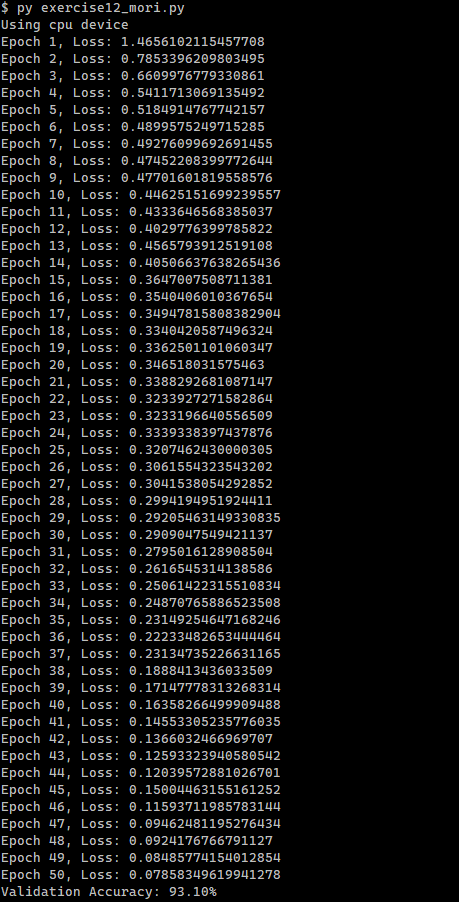 $ py exercise12_mori.py
Using cpu device
Epoch 1, Loss: 1.4656102115457708
Epoch 2, Loss: 0.7853396209803495
Epoch 3, Loss: 0.6609976779330861
Epoch 4, Loss: 0.5411713069135492
Epoch 5, Loss: 0.5184914767742157
Epoch 6, Loss: 0.4899575249715285
Epoch 7, Loss: 0.49276099692691455
Epoch 8, Loss: 0.47452208399772644
Epoch 9, Loss: 0.47701601819558576
Epoch 10, Loss: 0.44625151699239557
Epoch 11, Loss: 0.4333646568385037
Epoch 12, Loss: 0.4029776399785822
Epoch 13, Loss: 0.4565793912519108
Epoch 14, Loss: 0.40506637638265436
Epoch 15, Loss: 0.3647007508711381
Epoch 16, Loss: 0.3540406010367654
Epoch 17, Loss: 0.34947815808382904
Epoch 18, Loss: 0.3340420587496324
Epoch 19, Loss: 0.3362501101060347
Epoch 20, Loss: 0.346518031575463
Epoch 21, Loss: 0.3388292681087147
Epoch 22, Loss: 0.3233927271582864
Epoch 23, Loss: 0.3233196640556509
Epoch 24, Loss: 0.3339338397437876
Epoch 25, Loss: 0.3207462430000305
Epoch 26, Loss: 0.3061554323543202
Epoch 27, Loss: 0.3041538054292852
Epoch 28, Loss: 0.2994194951924411
Epoch 29, Loss: 0.29205463149330835
Epoch 30, Loss: 0.2909047549421137
Epoch 31, Loss: 0.2795016128908504
Epoch 32, Loss: 0.2616545314138586
Epoch 33, Loss: 0.25061422315510834
Epoch 34, Loss: 0.24870765886523508
Epoch 35, Loss: 0.23149254647168246
Epoch 36, Loss: 0.22233482653444464
Epoch 37, Loss: 0.23134735226631165
Epoch 38, Loss: 0.1888413436033509
Epoch 39, Loss: 0.17147778313268314
Epoch 40, Loss: 0.16358266499909488
Epoch 41, Loss: 0.14553305235776035
Epoch 42, Loss: 0.1366032466969707
Epoch 43, Loss: 0.12593323940580542
Epoch 44, Loss: 0.12039572881026701
Epoch 45, Loss: 0.15004463155161252
Epoch 46, Loss: 0.11593711985783144
Epoch 47, Loss: 0.09462481195276434
Epoch 48, Loss: 0.0924176766791127
Epoch 49, Loss: 0.08485774154012854
Epoch 50, Loss: 0.07858349619941278
Validation Accuracy: 93.10%